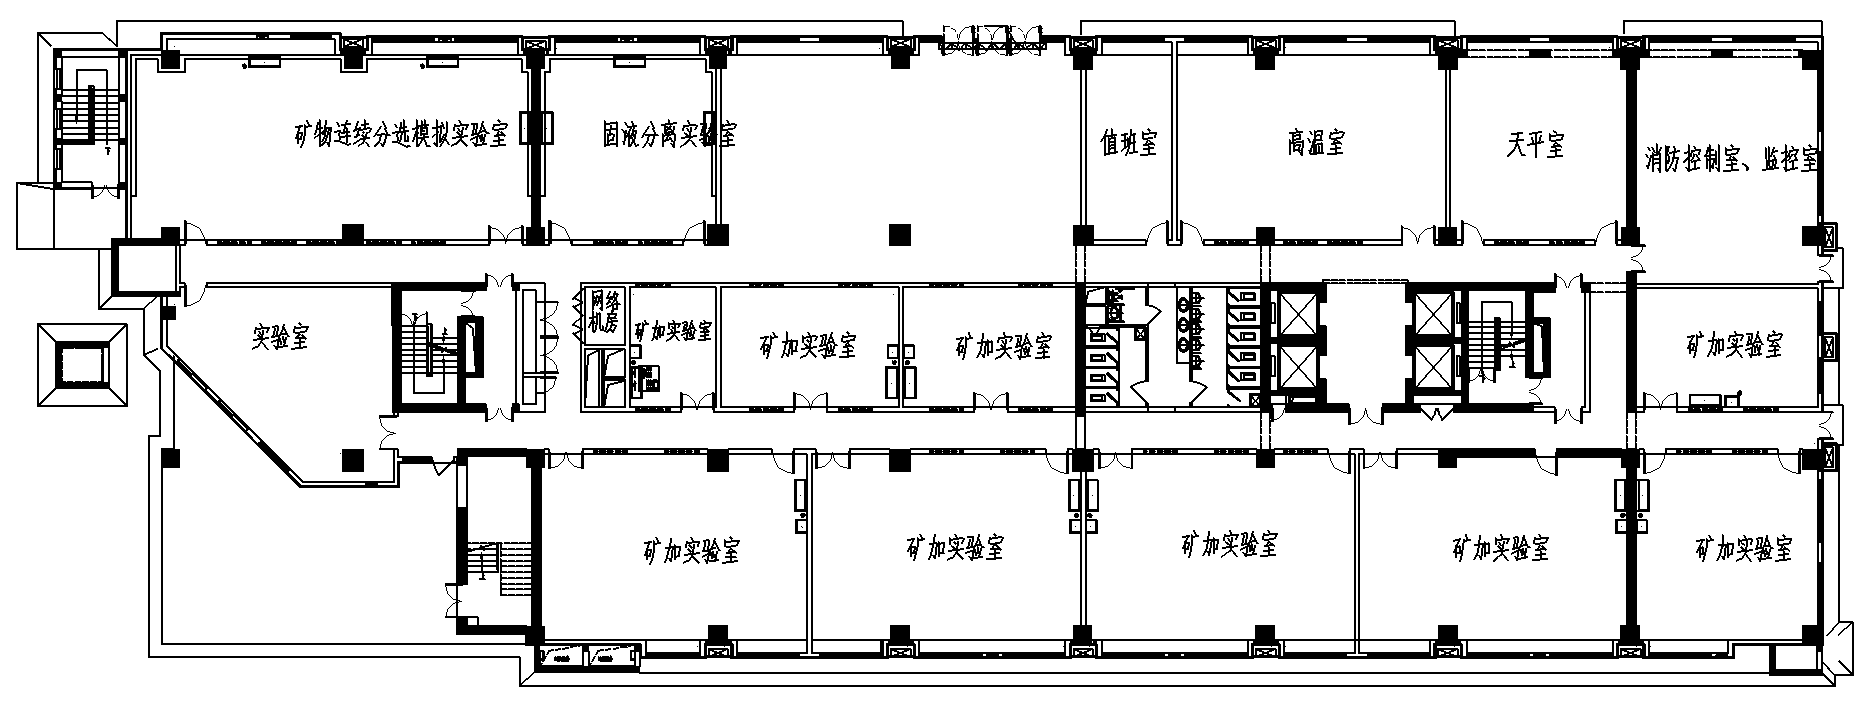 矿物连续分选模拟实验室
固液分离实验室
值班室
高温室
天平室
消防控制室、监控室
实验室
网络
机房
矿加实验室
矿加实验室
矿加实验室
矿加实验室
矿加实验室
矿加实验室
矿加实验室
矿加实验室
矿加实验室